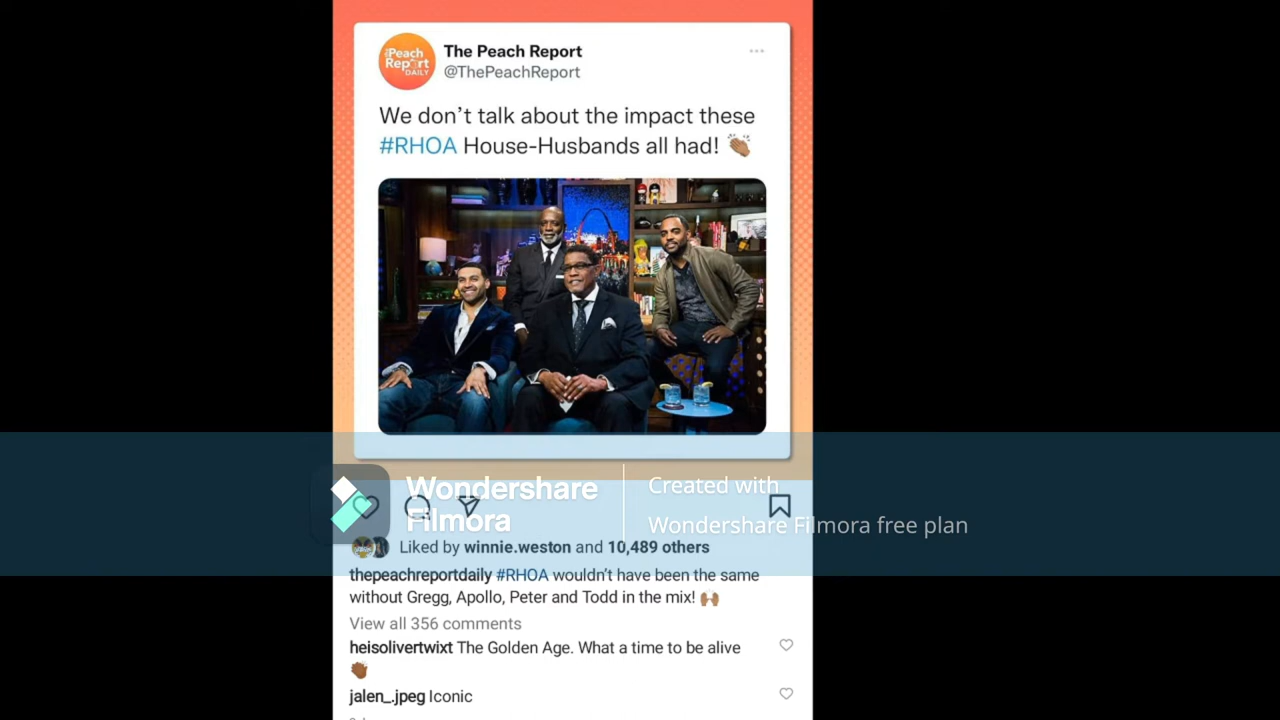 Peach
Report
DAILY
The Peach Report
@ThePeachReport
We don’t talk about the impact these
#RHOA House-Husbands all had! 👏🏾
Wondershare
Filmora
Created with
Wondershare Filmora free plan
Liked by winnie.weston and 10,489 others
thepeachreportdaily #RHOA wouldn’t have been the same
without Gregg, Apollo, Peter and Todd in the mix! 🙌🏾
View all 356 comments
heisolivertwixt The Golden Age. What a time to be alive
👏🏾
jalen_.jpeg Iconic